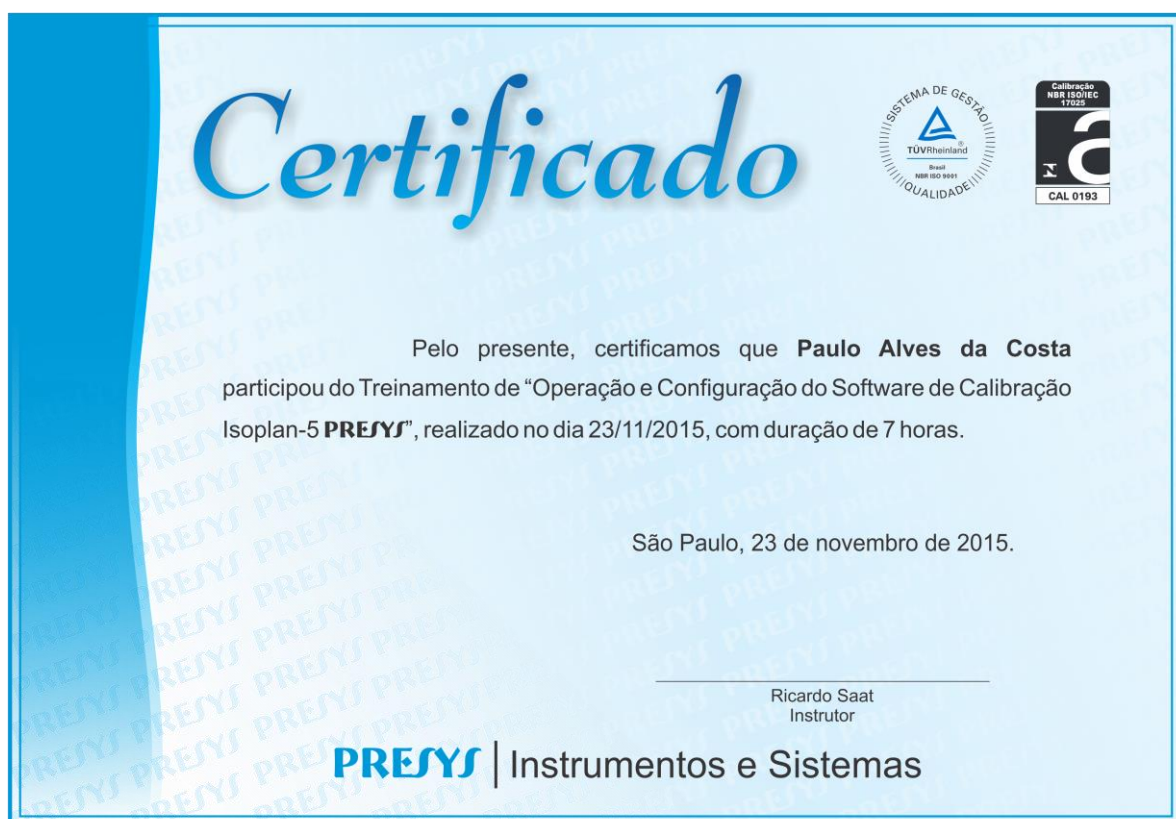 Certificado
SISTEMA DE GESTÃO
TÜVRheinland®
Brasil
NBR ISO 9001
QUALIDADE
Calibração
NBR ISO/IEC
17025
CAL 0193
Pelo presente, certificamos que Paulo Alves da Costa
participou do Treinamento de “Operação e Configuração do Software de Calibração
Isoplan-5 PRESYS”, realizado no dia 23/11/2015, com duração de 7 horas.
São Paulo, 23 de novembro de 2015.
Ricardo Saat
Instrutor
PRESYS | Instrumentos e Sistemas